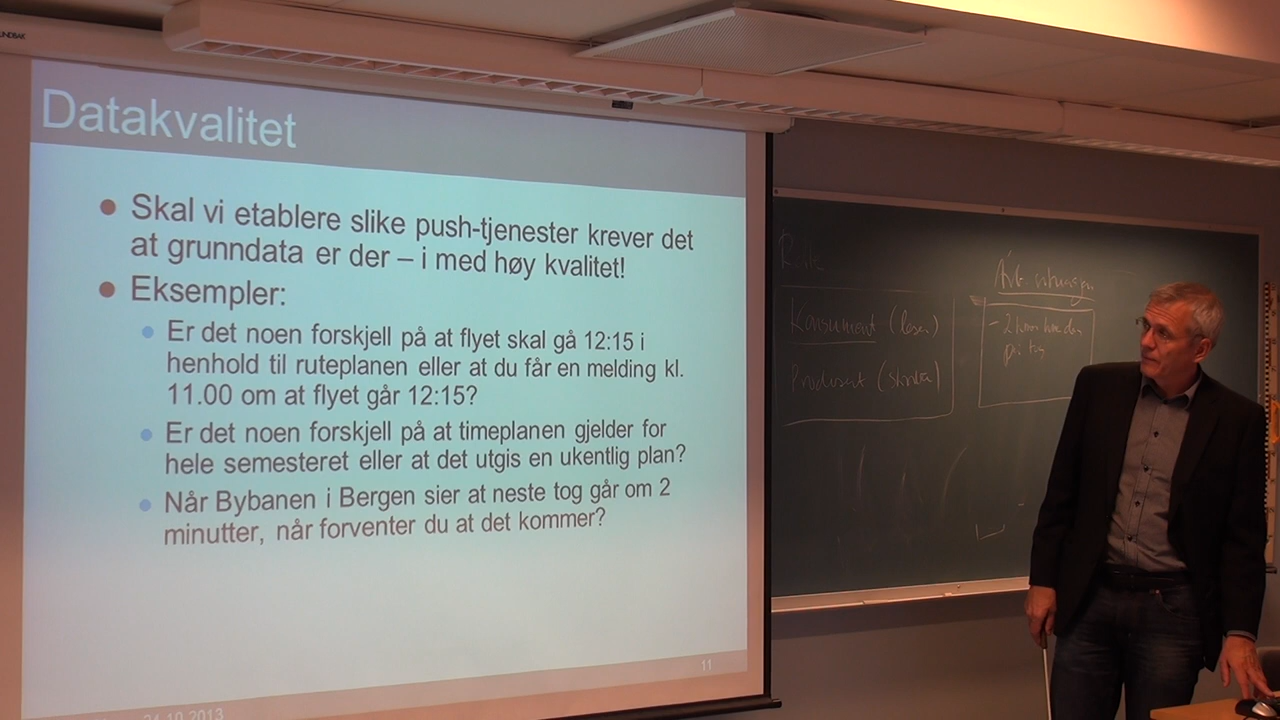 Datakvalitet
Skal vi etablere slike push-tjenester krever det
at grunndata er der – i med høy kvalitet!
Eksempler:
Er det noen forskjell på at flyet skal gå 12:15 i
henhold til ruteplanen eller at du får en melding kl.
11.00 om at flyet går 12:15?
Er det noen forskjell på at timeplanen gjelder for
hele semesteret eller at det utgis en ukentlig plan?
Når Bybanen i Bergen sier at neste tog går om 2
minutter, når forventer du at det kommer?
11
24.10.2013
Konsument (leser)
Produsent